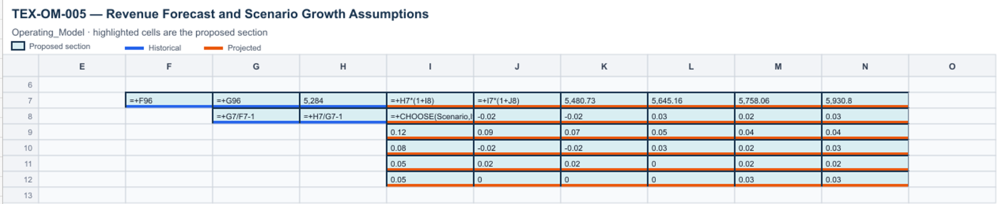 TEX-OM-005 — Revenue Forecast and Scenario Growth Assumptions
Operating_Model · highlighted cells are the proposed section
Proposed section Historical Projected
E F G H I J K L M N O
6
7 =+F96 =+G96 5,284 =+H7*(1+I8) =+I7*(1+J8) 5,480.73 5,645.16 5,758.06 5,930.8
8 =+G7/F7-1 =+H7/G7-1 =+CHOOSE(Scenario, -0.02 -0.02 0.03 0.02 0.03
9 0.12 0.09 0.07 0.05 0.04 0.04
10 0.08 -0.02 -0.02 0.03 0.02 0.03
11 0.05 0.02 0.02 0 0.02 0.02
12 0.05 0 0 0 0.03 0.03
13